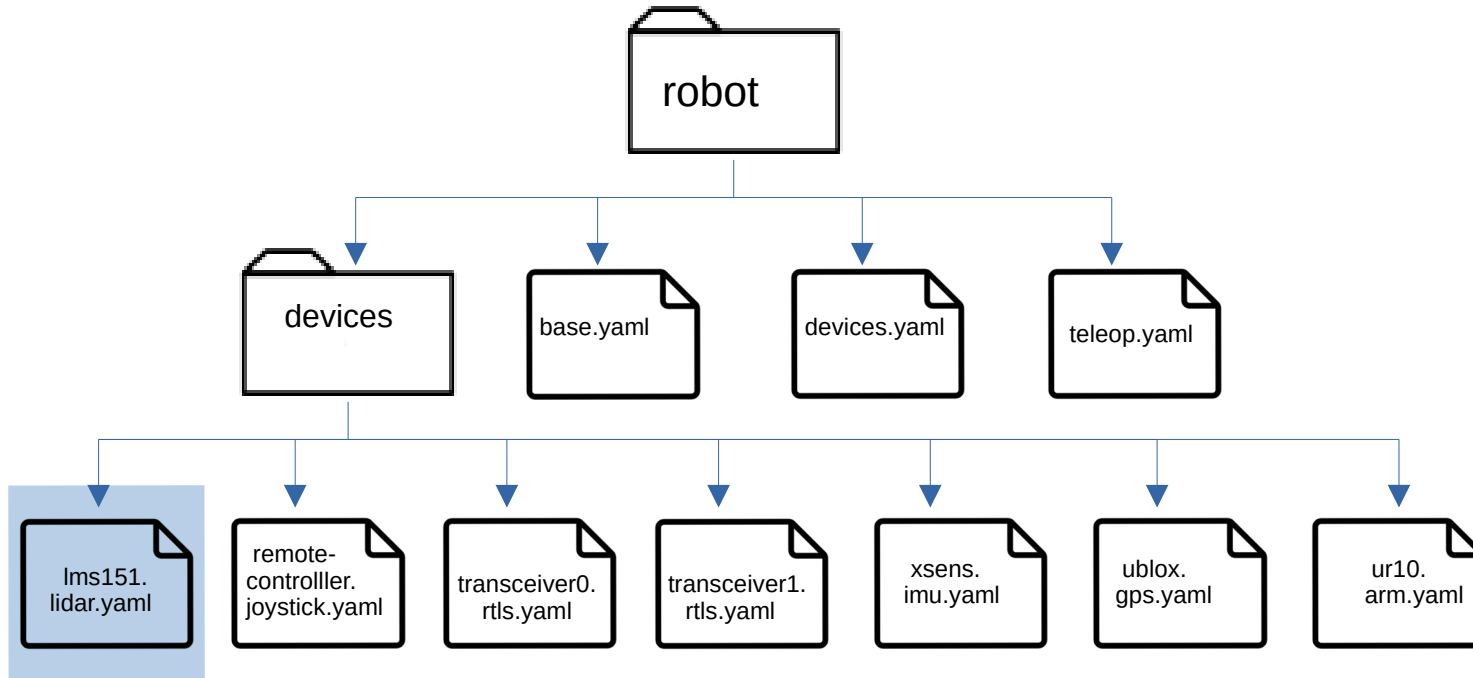 robot
devices
base.yaml
devices.yaml
teleop.yaml
lms151.
lidar.yaml
remote-
controlller.
joystick.yaml
transceiver0.
rtls.yaml
transceiver1.
rtls.yaml
xsens.
imu.yaml
ublox.
gps.yaml
ur10.
arm.yaml